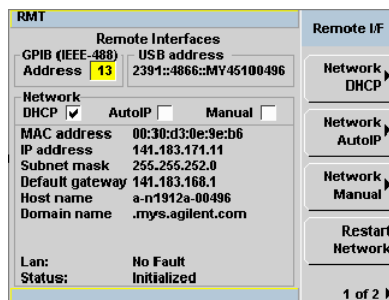 RMT
Remote Interfaces
GPIB (IEEE-488) USB address
Address 13 2391::4866::MY45100496
Network
DHCP AutoIP Manual
MAC address 00:30:d3:0e:9e:b6
IP address 141.183.171.11
Subnet mask 255.255.252.0
Default gateway 141.183.168.1
Host name a-n1912a-00496
Domain name .mys.agilent.com
Lan: No Fault
Status: Initialized
Remote I/F
Network
DHCP
Network
AutoIP
Network
Manual
Restart
Network
1 of 2